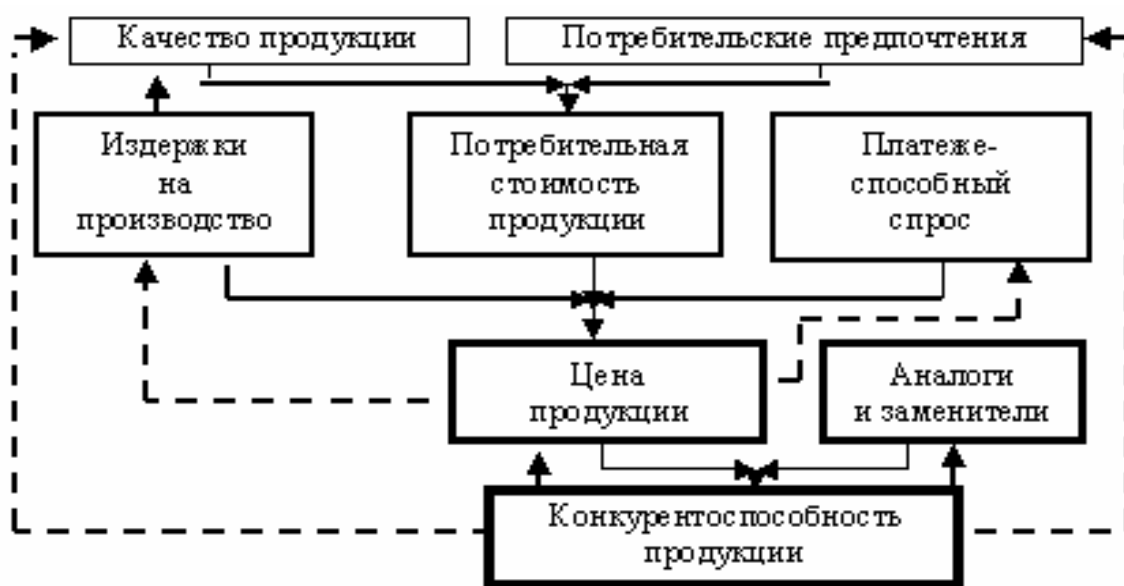 Качество продукции
Потребительские предпочтения
Издержки
на
производство
Потребительная
стоимость
продукции
Платеже-
способный
спрос
Цена
продукции
Аналоги
и заменители
Конкурентоспособность
продукции